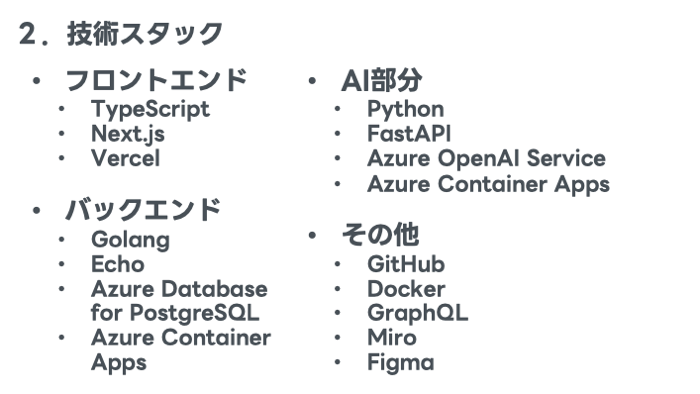 2．技術スタック
• フロントエンド
• TypeScript
• Next.js
• Vercel
• バックエンド
• Golang
• Echo
• Azure Database
for PostgreSQL
• Azure Container
Apps
• AI部分
• Python
• FastAPI
• Azure OpenAI Service
• Azure Container Apps
• その他
• GitHub
• Docker
• GraphQL
• Miro
• Figma